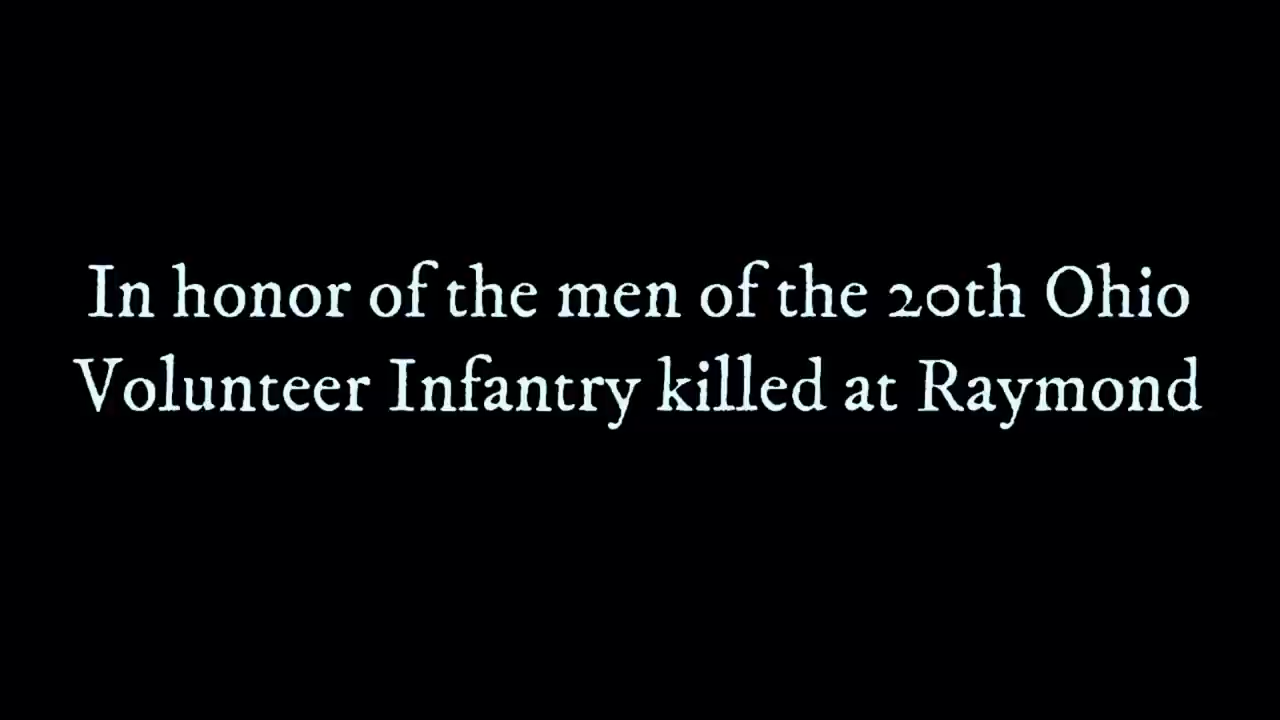 In honor of the men of the 20th Ohio
Volunteer Infantry killed at Raymond